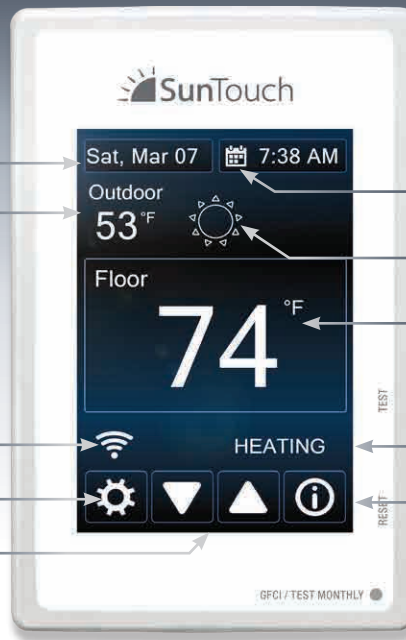 SunTouch
Sat, Mar 07 7:38 AM
Outdoor
53°F
Floor
74°F
TEST
HEATING
RESET
GFCI / TEST MONTHLY